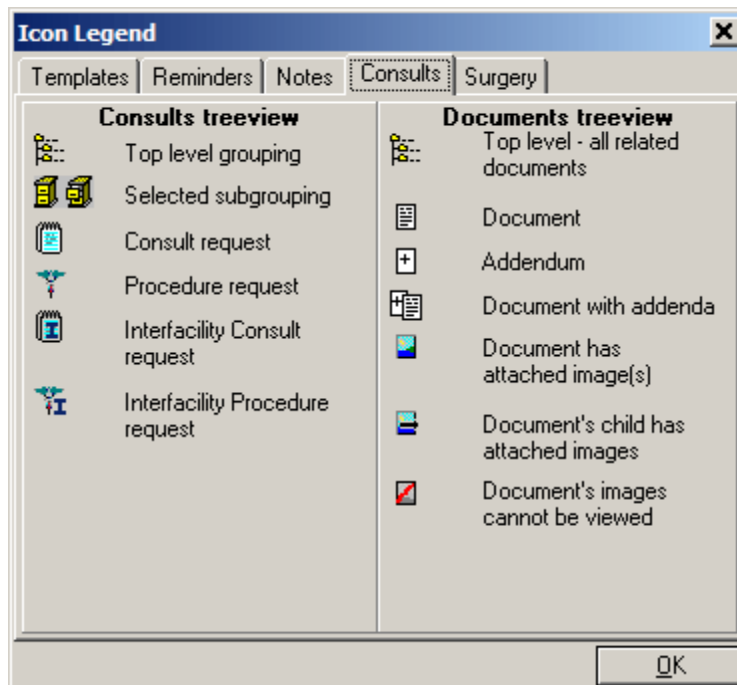 Icon Legend
Templates Reminders Notes Consults Surgery
Consults treeview
Top level grouping
Selected subgrouping
Consult request
Procedure request
Interfacility Consult
request
Interfacility Procedure
request
Documents treeview
Top level - all related
documents
Document
Addendum
Document with addenda
Document has
attached image(s)
Document's child has
attached images
Document's images
cannot be viewed
OK